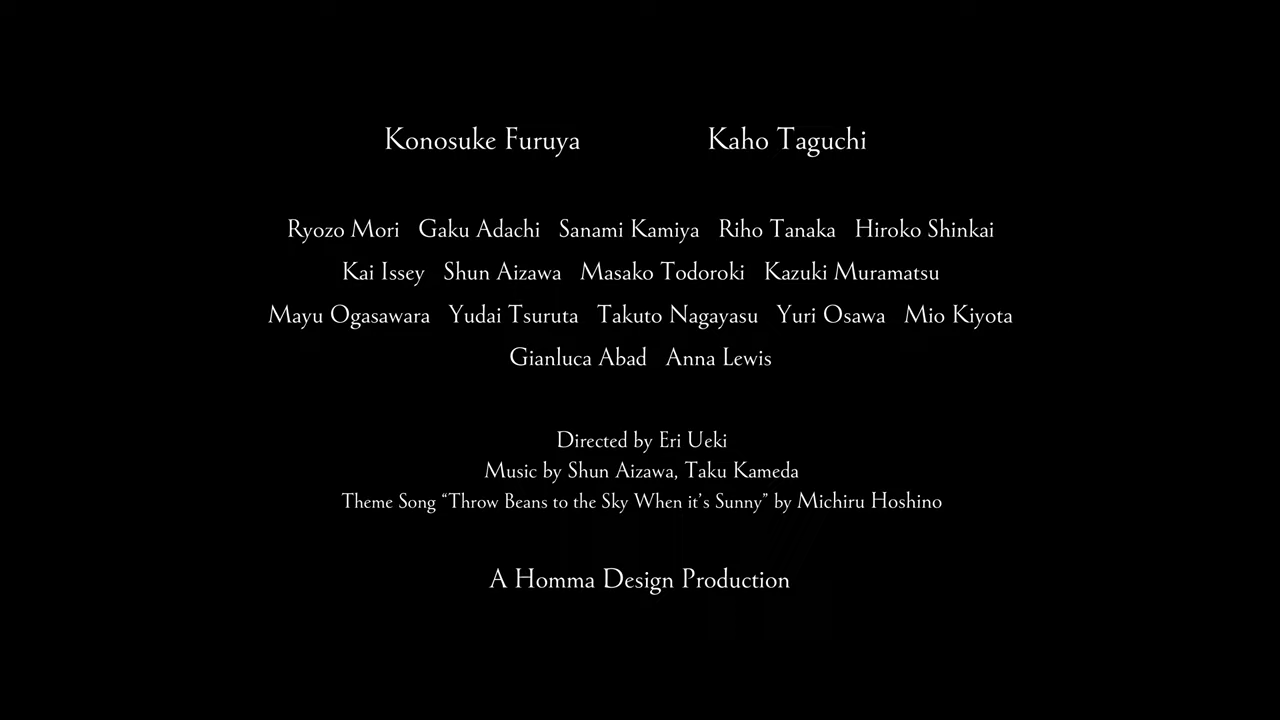 Konosuke Furuya Kaho Taguchi
Ryozo Mori Gaku Adachi Sanami Kamiya Riho Tanaka Hiroko Shinkai
Kai Issey Shun Aizawa Masako Todoroki Kazuki Muramatsu
Mayu Ogasawara Yudai Tsuruta Takuto Nagayasu Yuri Osawa Mio Kiyota
Gianluca Abad Anna Lewis
Directed by Eri Ueki
Music by Shun Aizawa, Taku Kameda
Theme Song “Throw Beans to the Sky When it’s Sunny” by Michiru Hoshino
A Homma Design Production